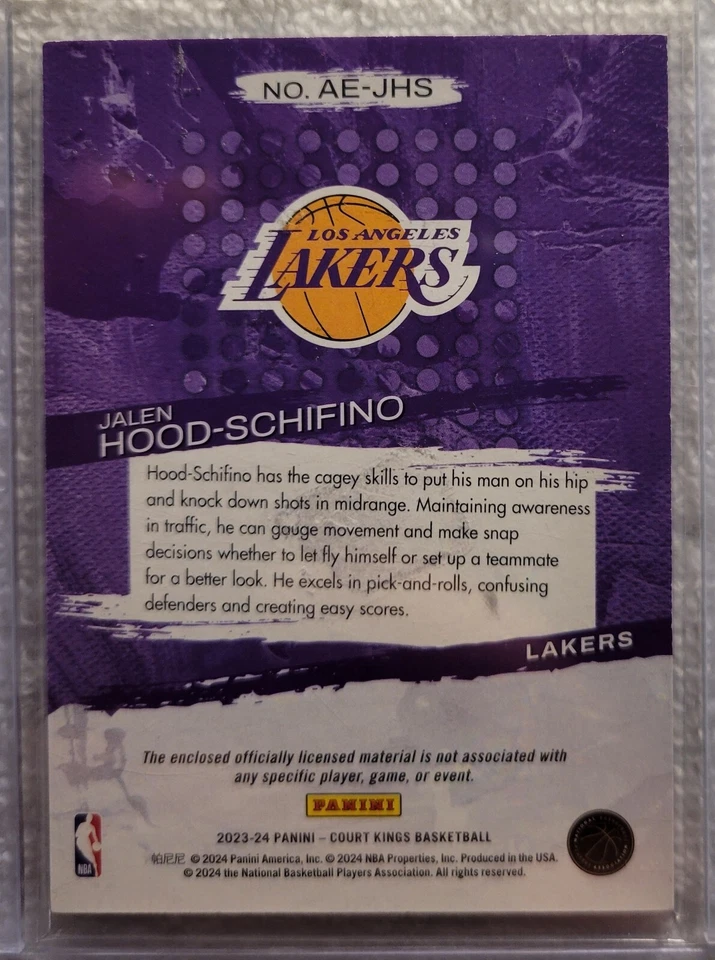 NO. AE-JHS
LOS ANGELES
LAKERS
JALEN
HOOD-SCHIFINO
Hood-Schifino has the cagey skills to put his man on his hip
and knock down shots in midrange. Maintaining awareness
in traffic, he can gauge movement and make snap
decisions whether to let fly himself or set up a teammate
for a better look. He excels in pick-and-rolls, confusing
defenders and creating easy scores.
LAKERS
The enclosed officially licensed material is not associated with
any specific player, game, or event.
PANINI
2023-24 PANINI – COURT KINGS BASKETBALL
帕尼尼 © 2024 Panini America, Inc. © 2024 NBA Properties, Inc. Produced in the USA.
© 2024 the National Basketball Players Association. All rights reserved.
NBA